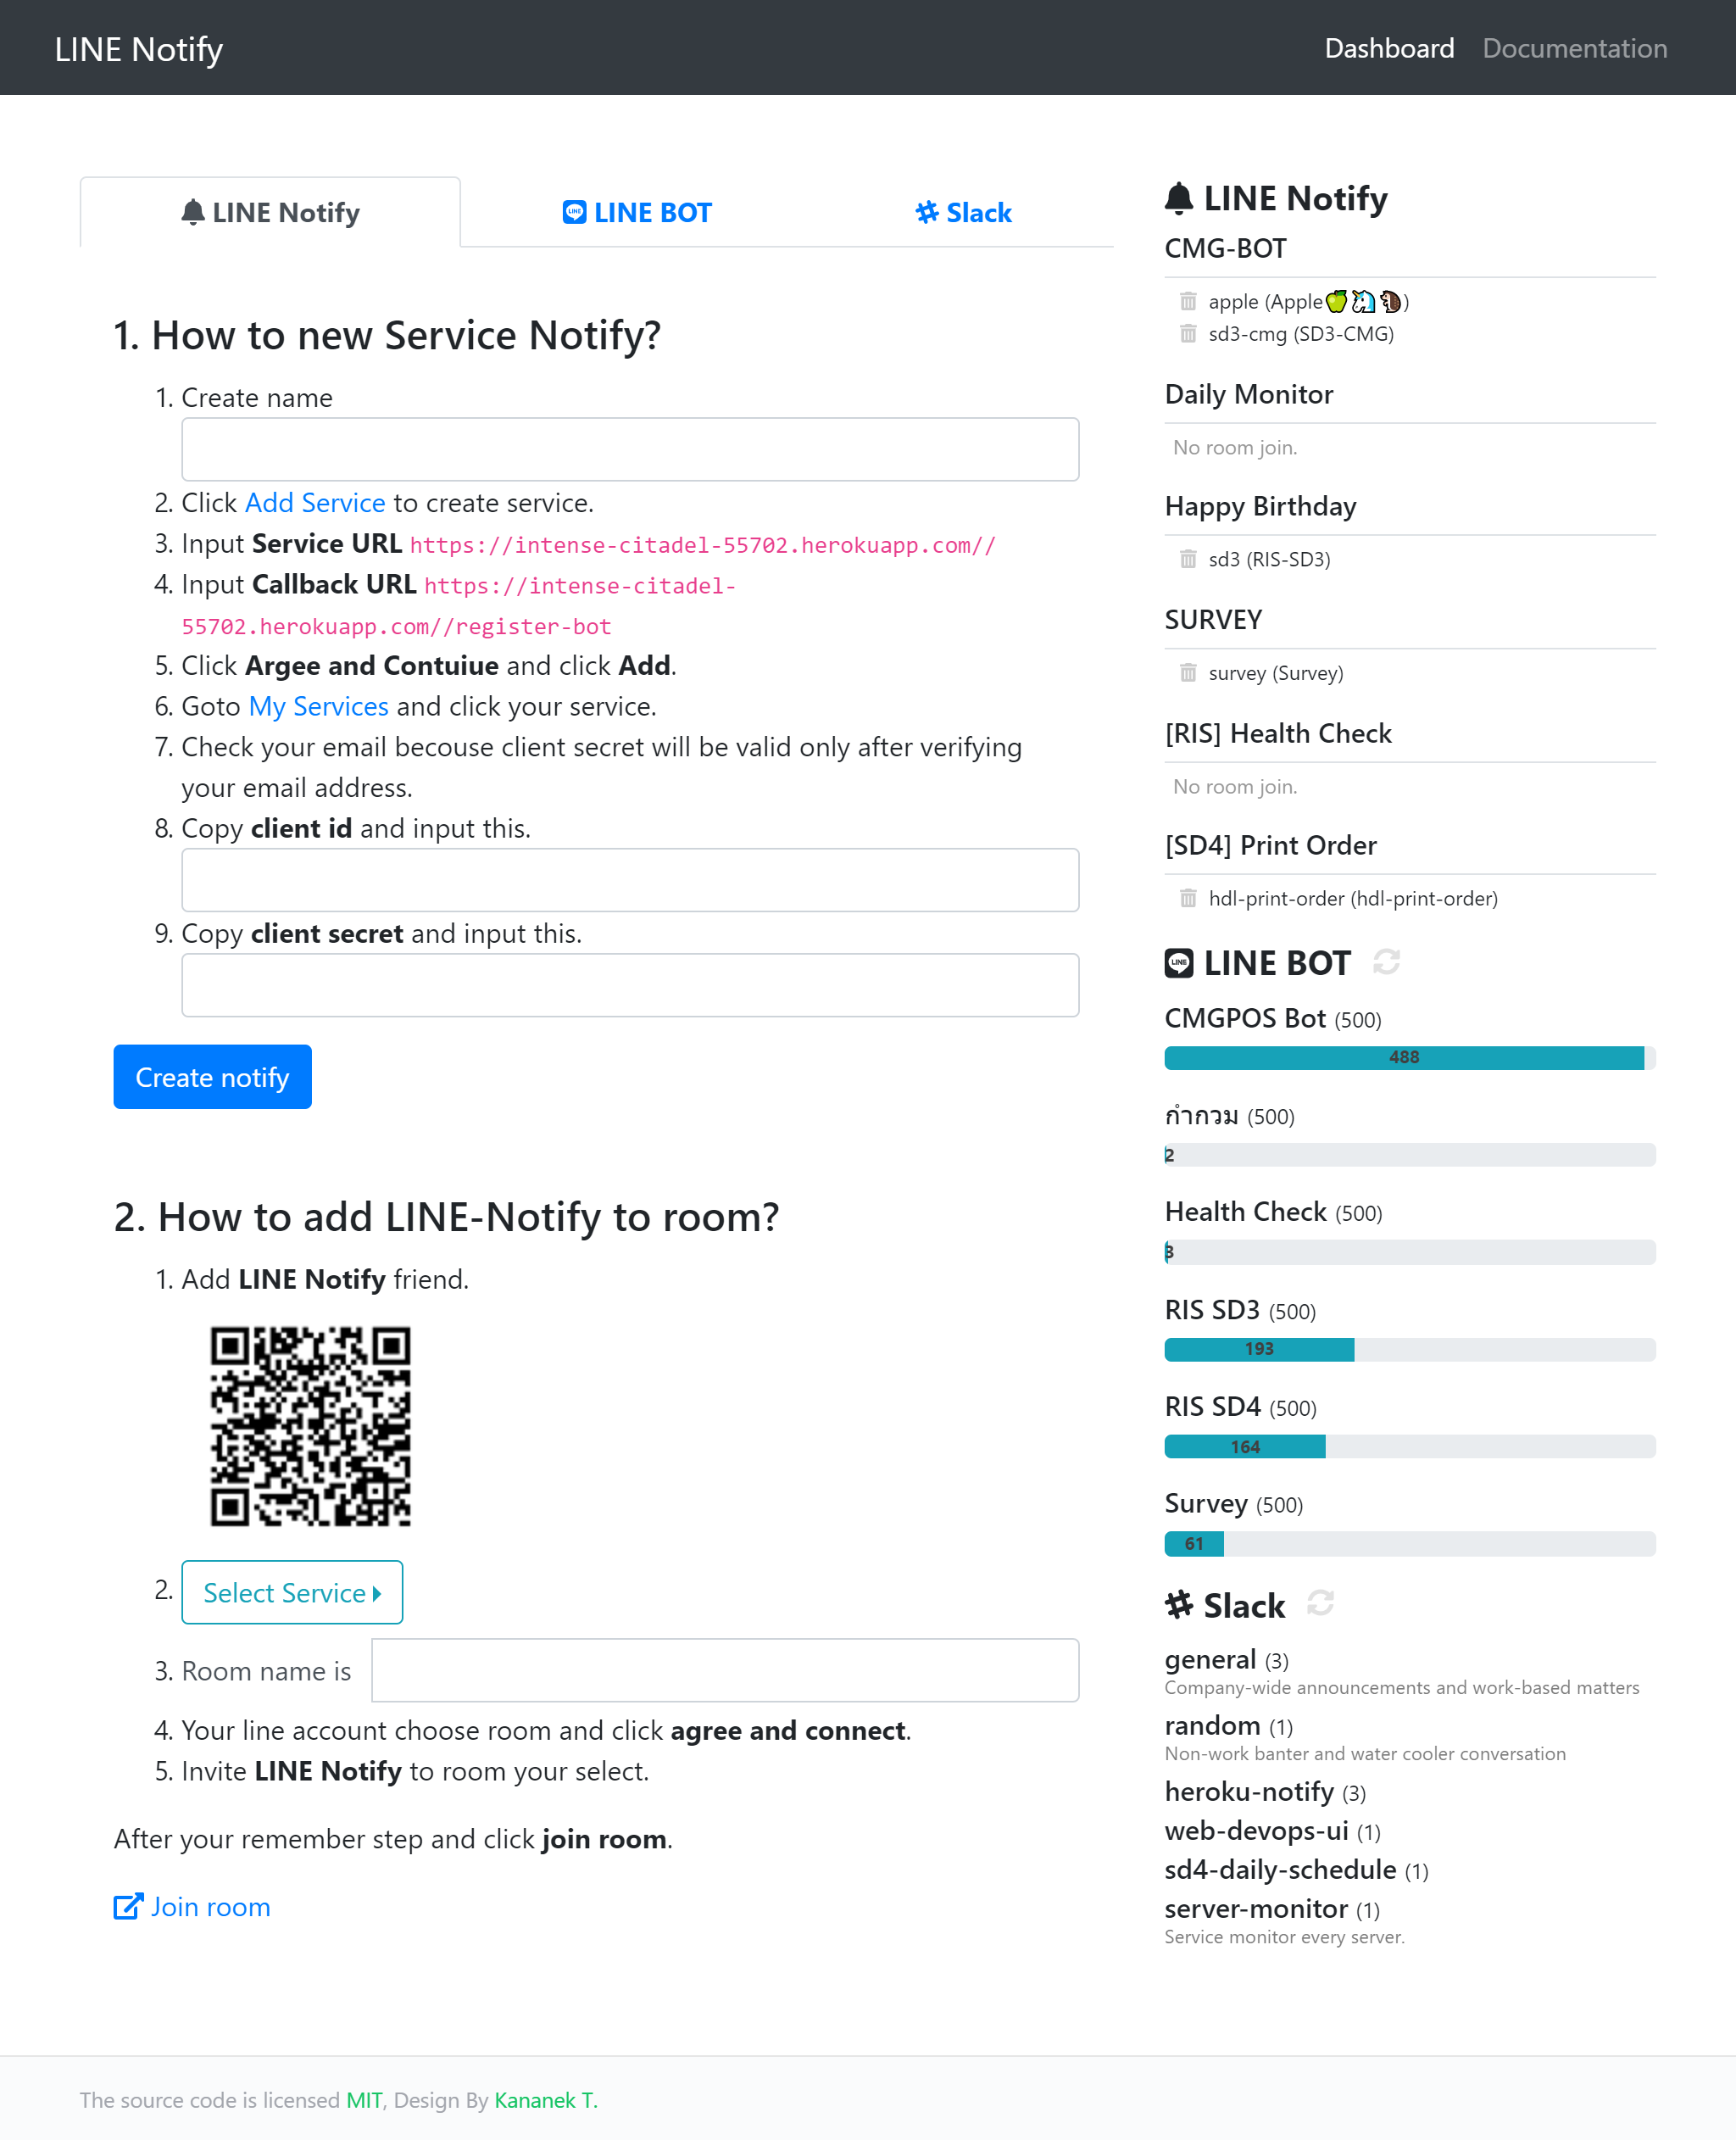 LINE Notify
Dashboard Documentation
LINE Notify
LINE BOT
Slack
1. How to new Service Notify?
1. Create name
2. Click Add Service to create service.
3. Input Service URL https://intense-citadel-55702.herokuapp.com//
4. Input Callback URL https://intense-citadel-
55702.herokuapp.com//register-bot
5. Click Argee and Contuiue and click Add.
6. Goto My Services and click your service.
7. Check your email becouse client secret will be valid only after verifying
your email address.
8. Copy client id and input this.
9. Copy client secret and input this.
Create notify
2. How to add LINE-Notify to room?
1. Add LINE Notify friend.
2. Select Service
3. Room name is
4. Your line account choose room and click agree and connect.
5. Invite LINE Notify to room your select.
After your remember step and click join room.
Join room
LINE Notify
CMG-BOT
apple (Apple🍏🦄🐿)
sd3-cmg (SD3-CMG)
Daily Monitor
No room join.
Happy Birthday
sd3 (RIS-SD3)
SURVEY
survey (Survey)
[RIS] Health Check
No room join.
[SD4] Print Order
hdl-print-order (hdl-print-order)
LINE BOT
CMGPOS Bot (500)
488
กำกวม (500)
2
Health Check (500)
3
RIS SD3 (500)
193
RIS SD4 (500)
164
Survey (500)
61
Slack
general (3)
Company-wide announcements and work-based matters
random (1)
Non-work banter and water cooler conversation
heroku-notify (3)
web-devops-ui (1)
sd4-daily-schedule (1)
server-monitor (1)
Service monitor every server.
The source code is licensed MIT, Design By Kananek T.